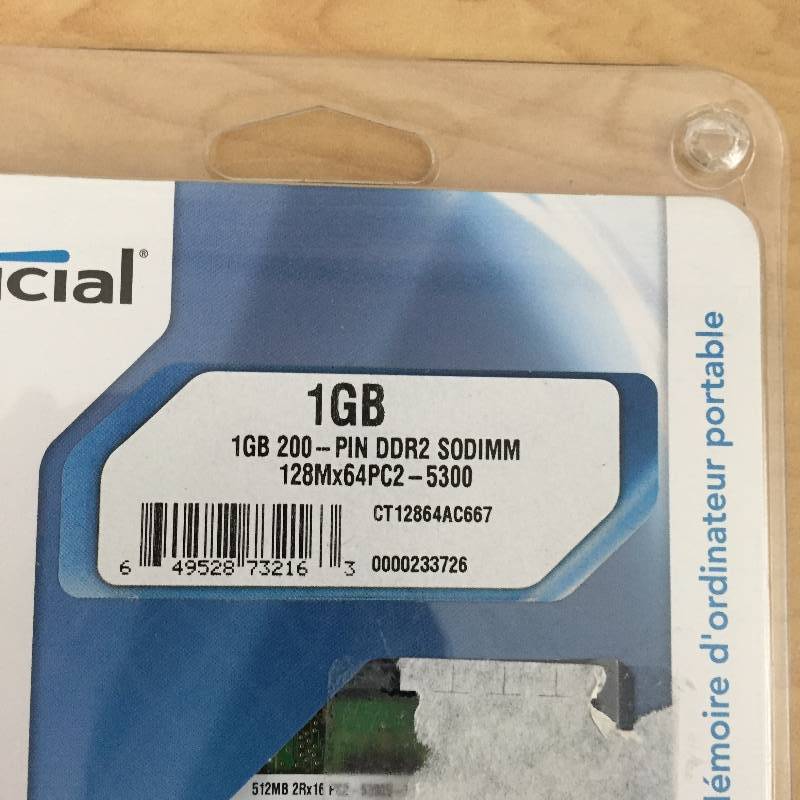 ucial®
1GB
1GB 200-PIN DDR2 SODIMM
128Mx64PC2-5300
CT12864AC667
6 49528 73216 3
0000233726
émoire d'ordinateur portable
512MB 2Rx16